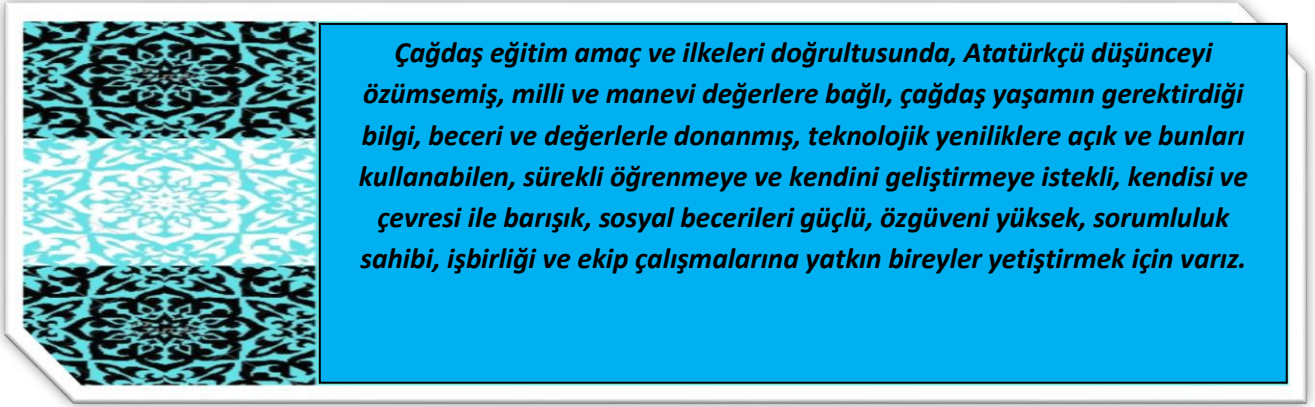 Çağdaş eğitim amaç ve ilkeleri doğrultusunda, Atatürkçü düşünceyi
özümsemiş, milli ve manevi değerlere bağlı, çağdaş yaşamın gerektirdiği
bilgi, beceri ve değerlerle donanmış, teknolojik yeniliklere açık ve bunları
kullanabilen, sürekli öğrenmeye ve kendini geliştirmeye istekli, kendisi ve
çevresi ile barışık, sosyal becerileri güçlü, özgüveni yüksek, sorumluluk
sahibi, işbirliği ve ekip çalışmalarına yatkın bireyler yetiştirmek için varız.